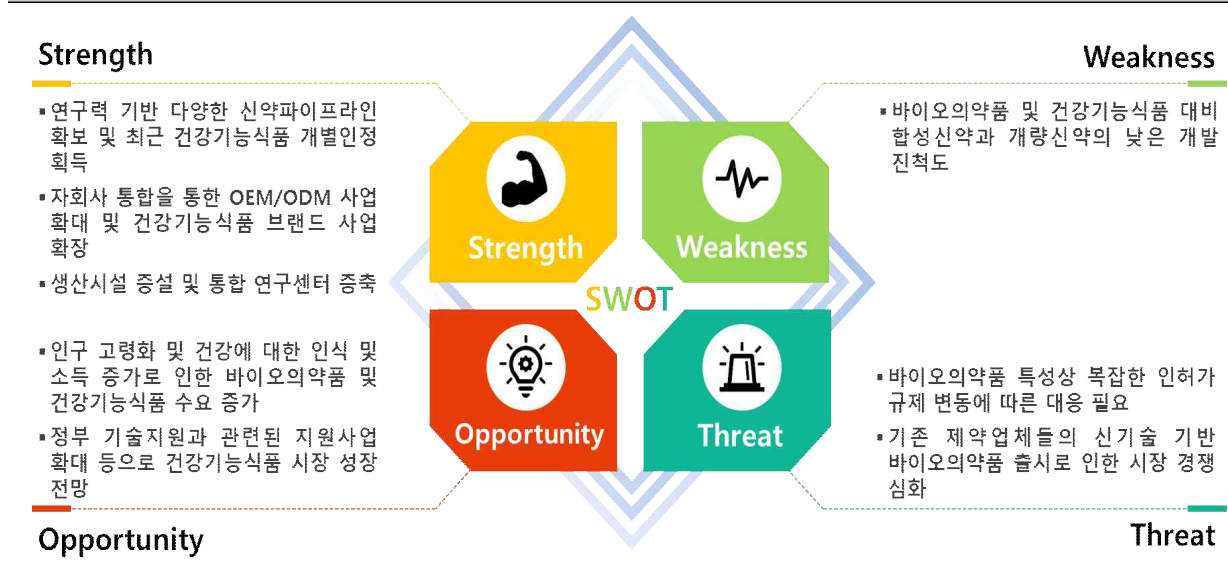 Strength
▪연구력 기반 다양한 신약파이프라인
확보 및 최근 건강기능식품 개별인정
획득
▪자회사 통합을 통한 OEM/ODM 사업
확대 및 건강기능식품 브랜드 사업
확장
▪생산시설 증설 및 통합 연구센터 증축
Weakness
▪바이오의약품 및 건강기능식품 대비
합성신약과 개량신약의 낮은 개발
진척도
Strength
Weakness
SWOT
Opportunity
Threat
▪인구 고령화 및 건강에 대한 인식 및
소득 증가로 인한 바이오의약품 및
건강기능식품 수요 증가
▪정부 기술지원과 관련된 지원사업
확대 등으로 건강기능식품 시장 성장
전망
Opportunity
▪바이오의약품 특성상 복잡한 인허가
규제 변동에 따른 대응 필요
▪기존 제약업체들의 신기술 기반
바이오의약품 출시로 인한 시장 경쟁
심화
Threat